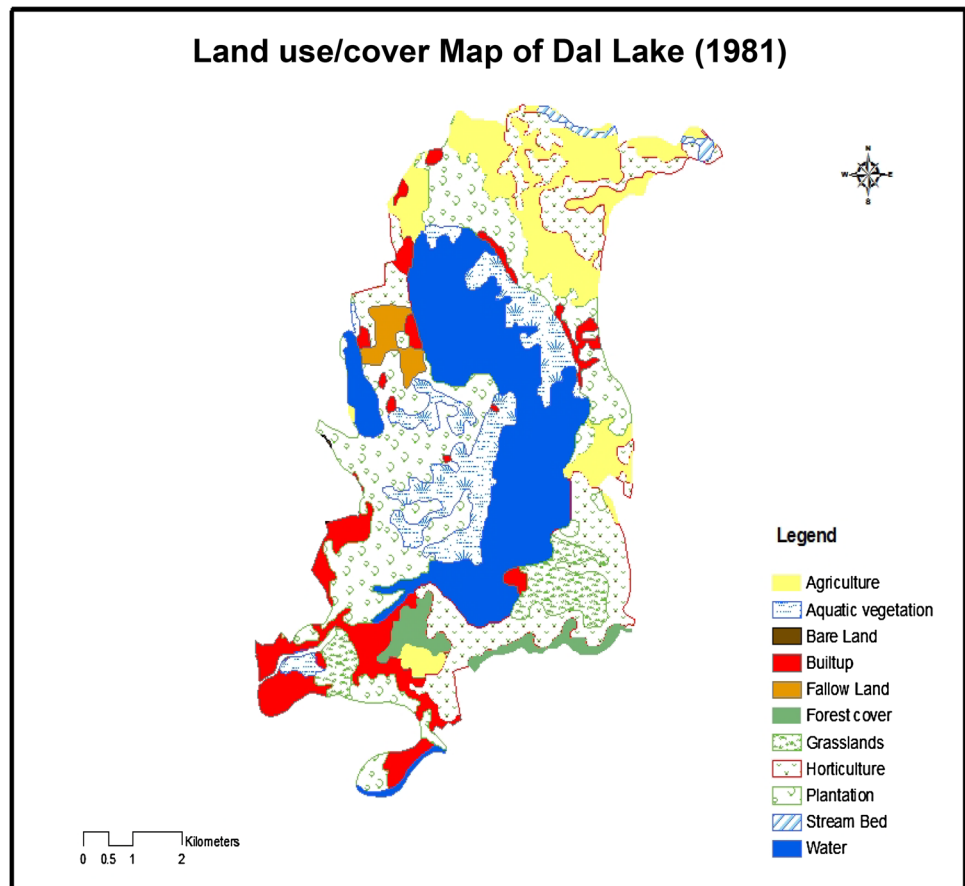 Land use/cover Map of Dal Lake (1981)
N
W E
S
Legend
Agriculture
Aquatic vegetation
Bare Land
Builtup
Fallow Land
Forest cover
Grasslands
Horticulture
Plantation
Stream Bed
Water
Kilometers
0 0.5 1 2